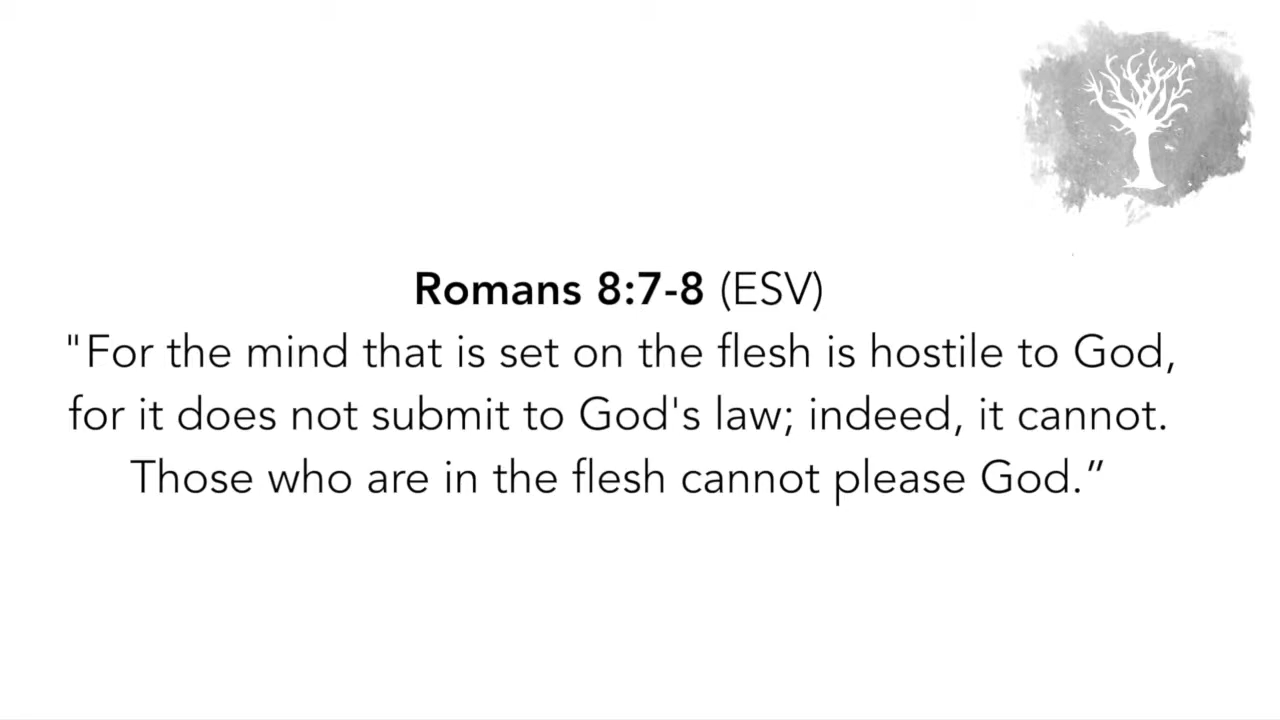 Romans 8:7-8 (ESV)
"For the mind that is set on the flesh is hostile to God,
for it does not submit to God's law; indeed, it cannot.
Those who are in the flesh cannot please God.”